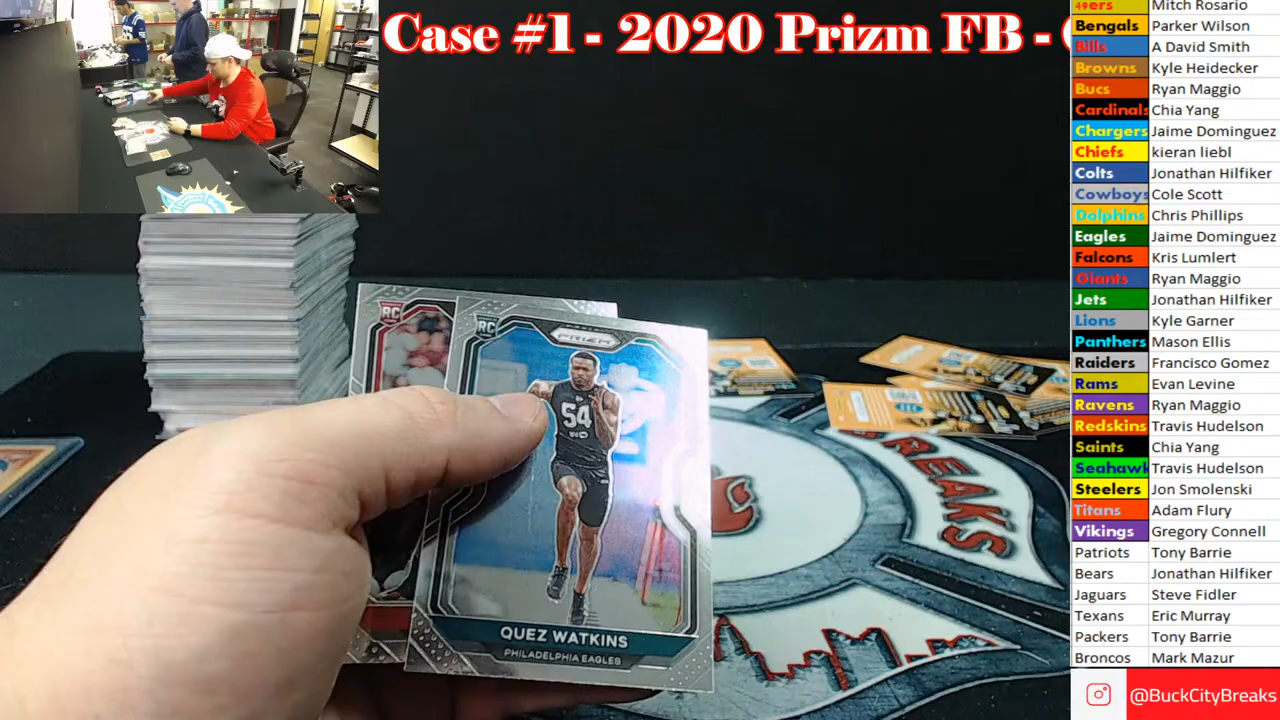 Case #1 - 2020 Prizm FB -
49ers Mitch Rosario
Bengals Parker Wilson
Bills A David Smith
Browns Kyle Heidecker
Bucs Ryan Maggio
Cardinals Chia Yang
Chargers Jaime Dominguez
Chiefs kieran liebl
Colts Jonathan Hilfiker
Cowboys Cole Scott
Dolphins Chris Phillips
Eagles Jaime Dominguez
Falcons Kris Lumlert
Giants Ryan Maggio
Jets Jonathan Hilfiker
Lions Kyle Garner
Panthers Mason Ellis
Raiders Francisco Gomez
Rams Evan Levine
Ravens Ryan Maggio
Redskins Travis Hudelson
Saints Chia Yang
Seahawk Travis Hudelson
Steelers Jon Smolenski
Titans Adam Flury
Vikings Gregory Connell
Patriots Tony Barrie
Bears Jonathan Hilfiker
Jaguars Steve Fidler
Texans Eric Murray
Packers Tony Barrie
Broncos Mark Mazur
@BuckCityBreaks
RC
RC
PRIZM
54
QUEZ WATKINS
PHILADELPHIA EAGLES
REAKS